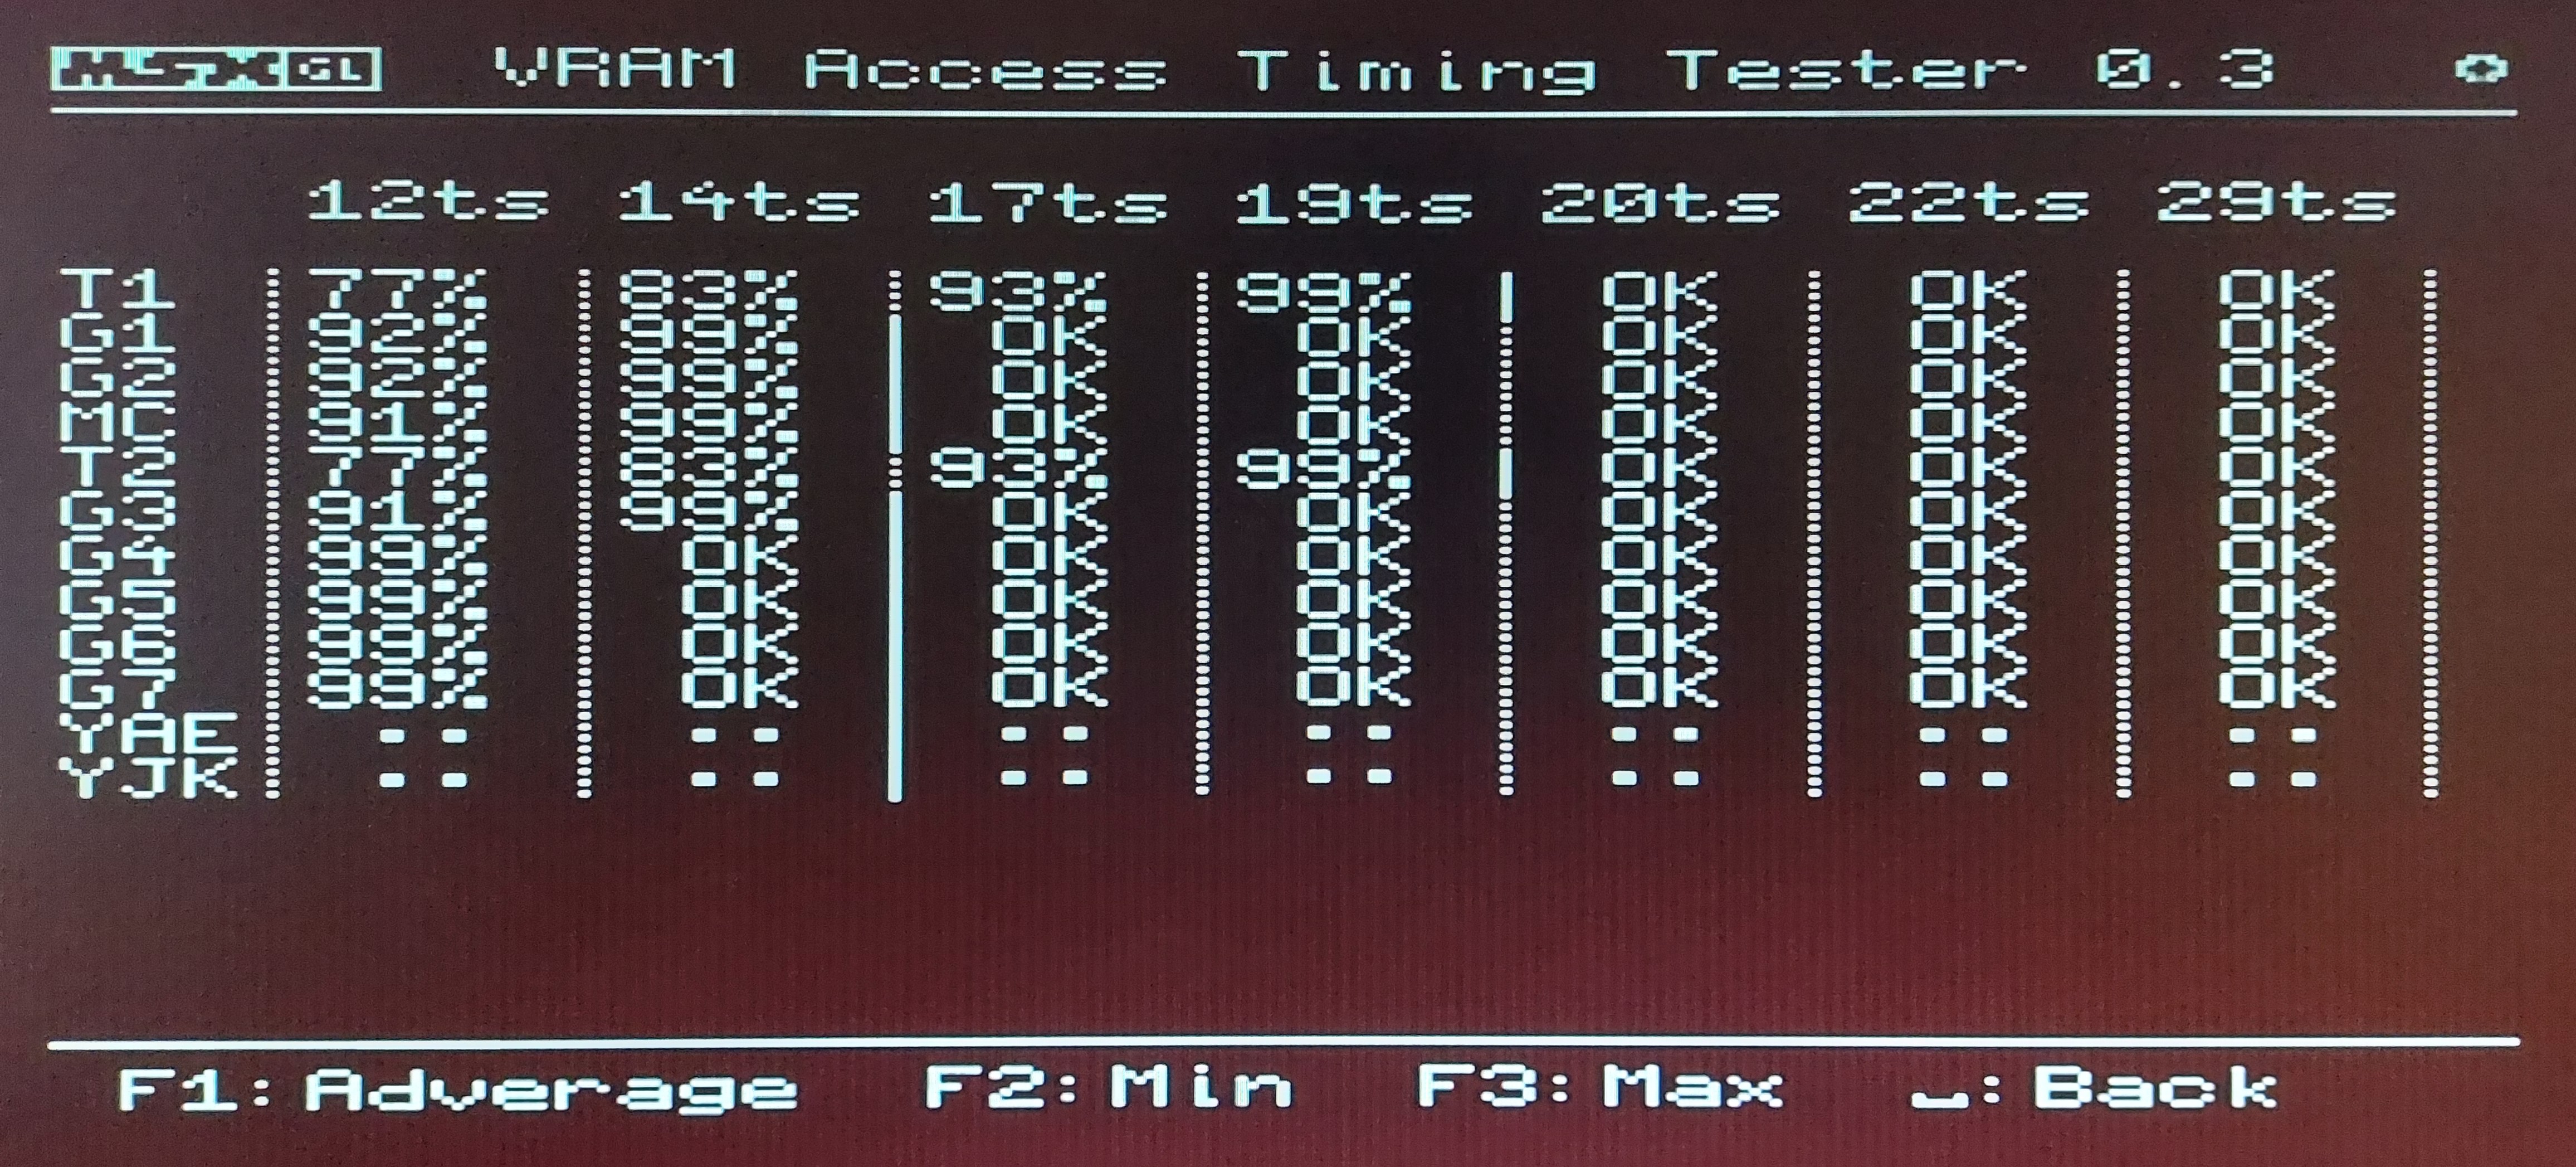 MSX GL VRAM Access Timing Tester 0.3
12ts 14ts 17ts 19ts 20ts 22ts 29ts
T1 77% 83% 93% 99% OK OK OK
G1 92% 99% OK OK OK OK OK
G2 92% 99% OK OK OK OK OK
MC 91% 99% OK OK OK OK OK
T2 77% 83% 93% 99% OK OK OK
G3 91% 99% OK OK OK OK OK
G4 99% OK OK OK OK OK OK
G5 99% OK OK OK OK OK OK
G6 99% OK OK OK OK OK OK
G7 99% OK OK OK OK OK OK
YAE -- -- -- -- -- -- --
YJK -- -- -- -- -- -- --
F1:Adverage F2:Min F3:Max ␣:Back